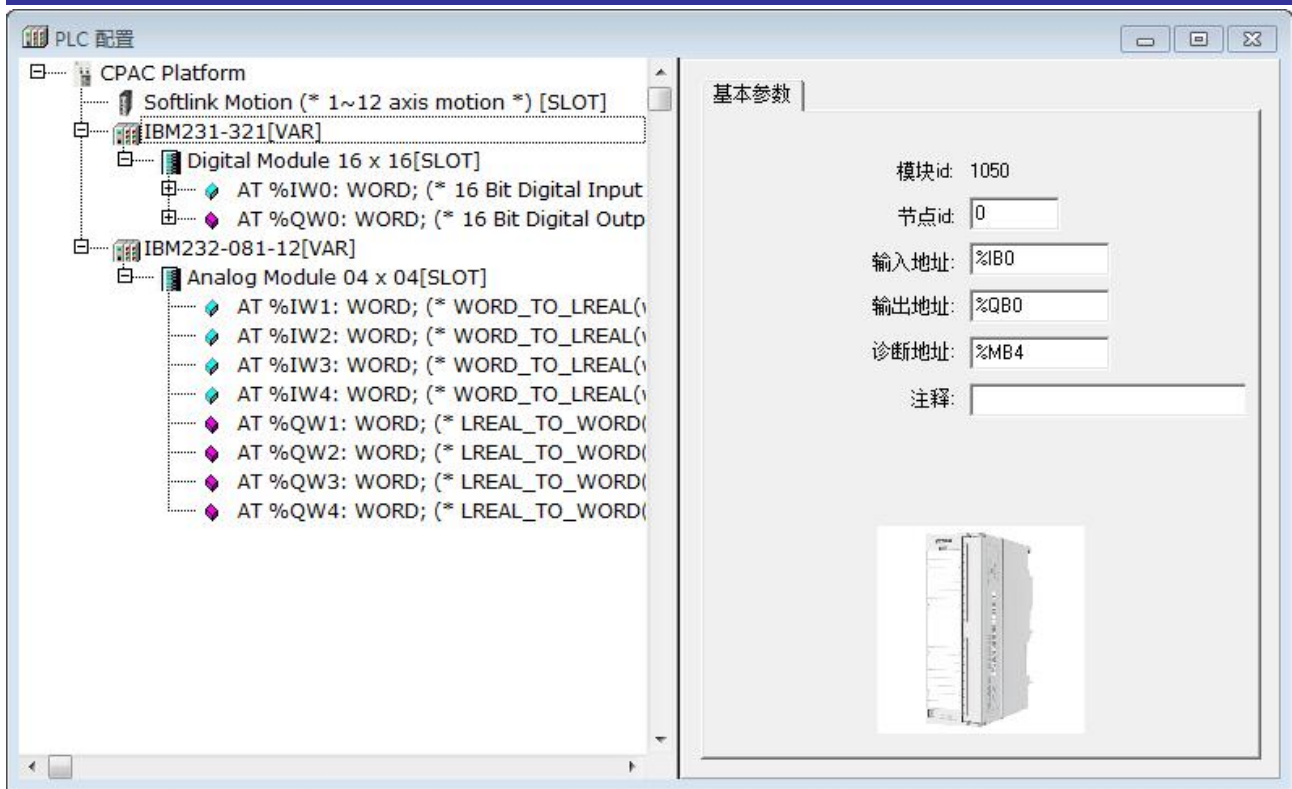 PLC 配置
CPAC Platform
Softlink Motion (* 1~12 axis motion *) [SLOT]
IBM231-321[VAR]
Digital Module 16 x 16[SLOT]
AT %IW0: WORD; (* 16 Bit Digital Input
AT %QW0: WORD; (* 16 Bit Digital Outp
IBM232-081-12[VAR]
Analog Module 04 x 04[SLOT]
AT %IW1: WORD; (* WORD_TO_LREAL(
AT %IW2: WORD; (* WORD_TO_LREAL(
AT %IW3: WORD; (* WORD_TO_LREAL(
AT %IW4: WORD; (* WORD_TO_LREAL(
AT %QW1: WORD; (* LREAL_TO_WORD(
AT %QW2: WORD; (* LREAL_TO_WORD(
AT %QW3: WORD; (* LREAL_TO_WORD(
AT %QW4: WORD; (* LREAL_TO_WORD(
基本参数
模块id: 1050
节点id: 0
输入地址: %IB0
输出地址: %QB0
诊断地址: %MB4
注释: